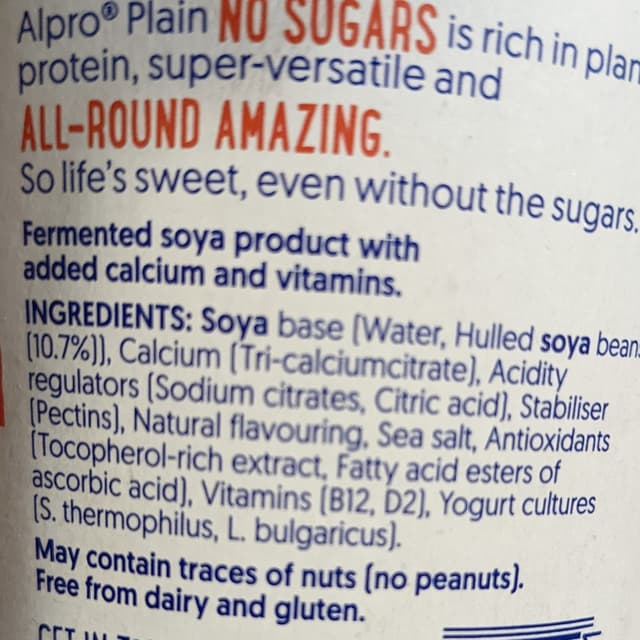 Alpro® Plain NO SUGARS is rich in plan
protein, super-versatile and
ALL-ROUND AMAZING.
So life's sweet, even without the sugars.
Fermented soya product with
added calcium and vitamins.
INGREDIENTS: Soya base (Water, Hulled soya bean
(10.7%)), Calcium (Tri-calciumcitrate), Acidity
regulators (Sodium citrates, Citric acid), Stabiliser
(Pectins), Natural flavouring, Sea salt, Antioxidants
(Tocopherol-rich extract, Fatty acid esters of
ascorbic acid), Vitamins (B12, D2), Yogurt cultures
(S. thermophilus, L. bulgaricus).
May contain traces of nuts (no peanuts).
Free from dairy and gluten.